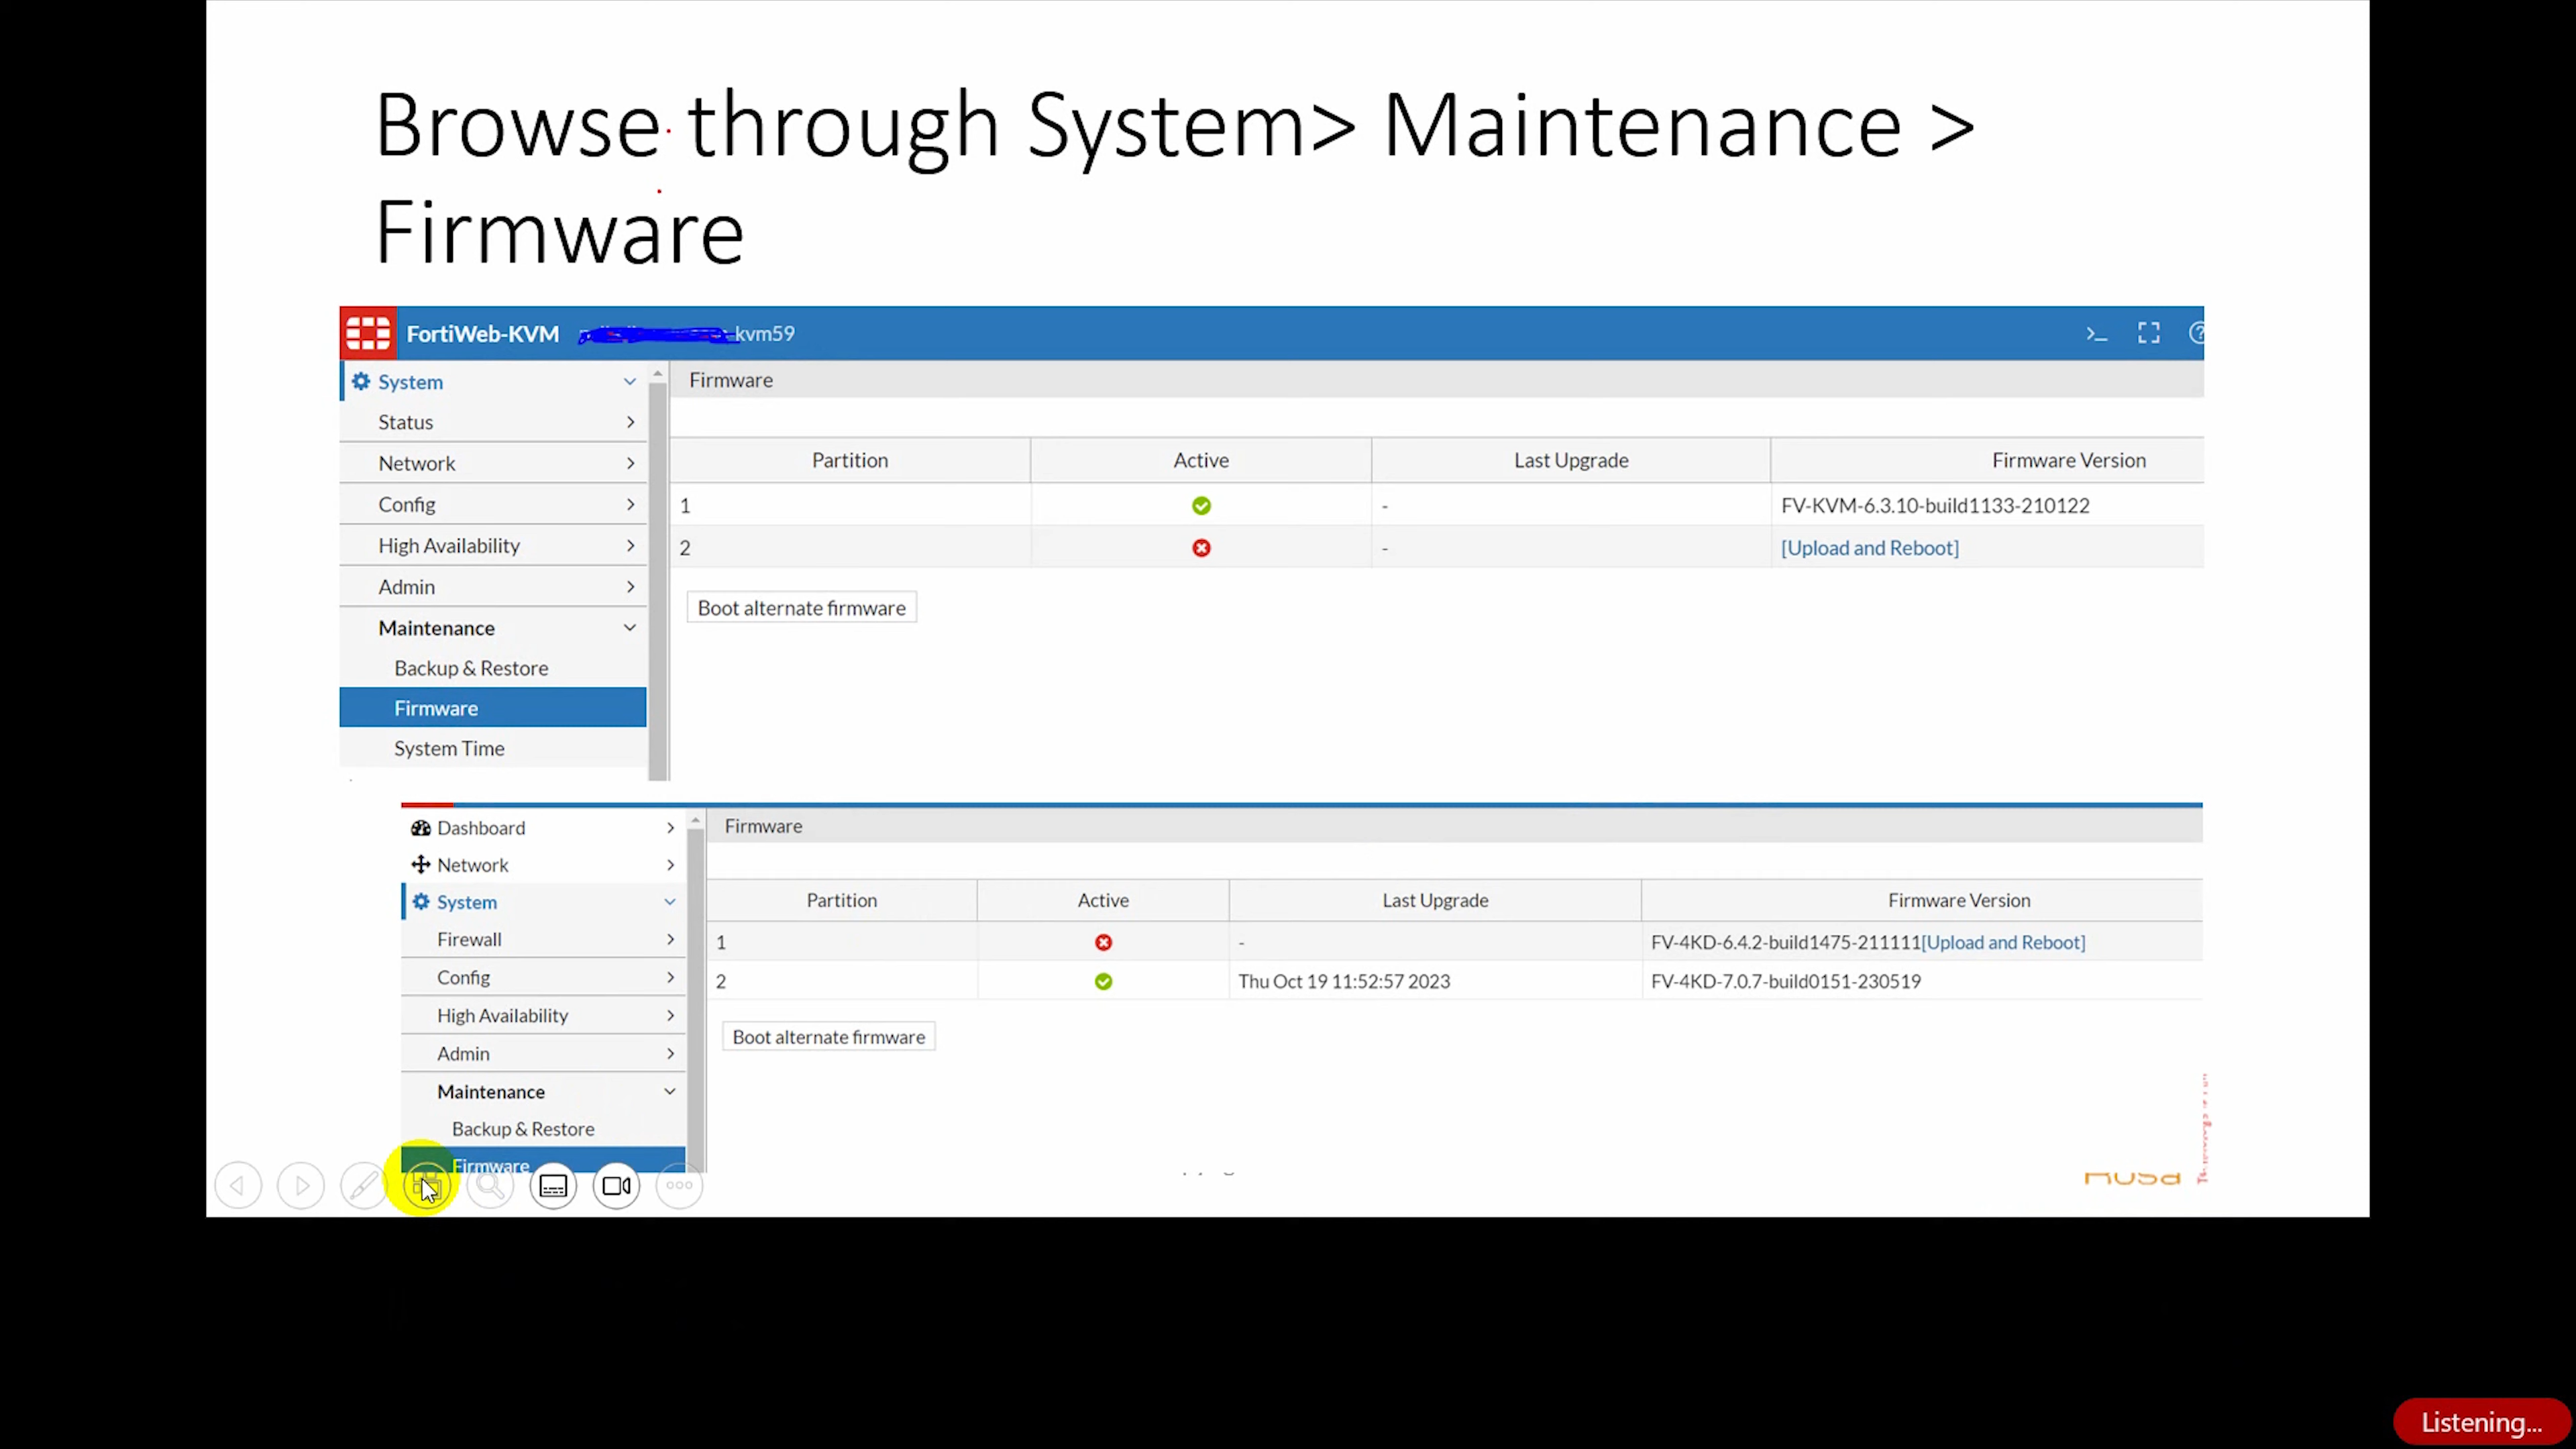 Browse through System> Maintenance >
Firmware
FortiWeb-KVM kvm59
System
Status
Network
Config
High Availability
Admin
Maintenance
Backup & Restore
Firmware
System Time
Firmware
Partition Active Last Upgrade Firmware Version
1 - FV-KVM-6.3.10-build1133-210122
2 - [Upload and Reboot]
Boot alternate firmware
Dashboard
Network
System
Firewall
Config
High Availability
Admin
Maintenance
Backup & Restore
Firmware
Firmware
Partition Active Last Upgrade Firmware Version
1 - FV-4KD-6.4.2-build1475-211111[Upload and Reboot]
2 Thu Oct 19 11:52:57 2023 FV-4KD-7.0.7-build0151-230519
Boot alternate firmware
Listening...